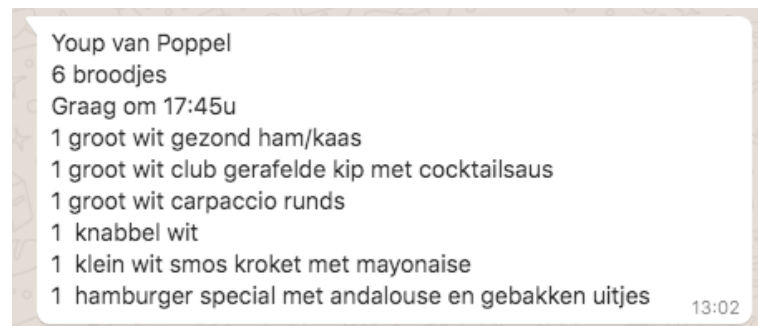 Youp van Poppel
6 broodjes
Graag om 17:45u
1 groot wit gezond ham/kaas
1 groot wit club gerafelde kip met cocktailsaus
1 groot wit carpaccio runds
1  knabbel wit
1  klein wit smos kroket met mayonaise
1  hamburger special met andalouse en gebakken uitjes
13:02